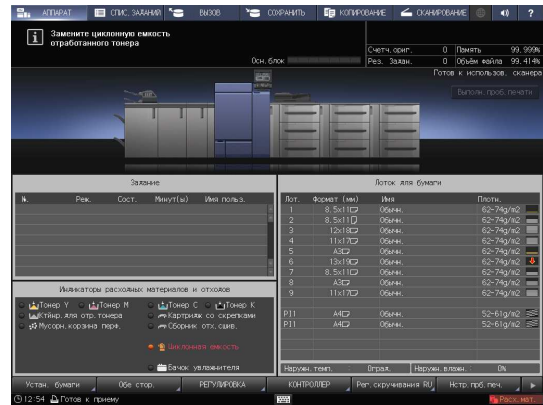 АППАРАТ СПИС. ЗАДАНИЙ ВЫЗОВ СОХРАНИТЬ КОПИРОВАНИЕ СКАНИРОВАНИЕ ?
Замените циклонную емкость
отработанного тонера
Осн.блок
Счетч.ориг. 0 Память 99.999%
Рез. Задан. 0 Объём файла 99.414%
Готов к использов. сканера
Выполн.проб.печати
Задание
№. Реж. Сост. Минут(ы) Имя польз.
Лоток для бумаги
Лот. Формат (мм) Имя Плотн.
1 8.5x11 Обычн. 62-74g/m2
2 8.5x11 Обычн. 62-74g/m2
3 12x18 Обычн. 62-74g/m2
4 11x17 Обычн. 62-74g/m2
5 A3 Обычн. 62-74g/m2
6 13x19 Обычн. 62-74g/m2
7 8.5x11 Обычн. 62-74g/m2
8 A3 Обычн. 62-74g/m2
9 11x17 Обычн. 62-74g/m2
PI1 A4 Обычн. 52-61g/m2
PI1 A4 Обычн. 52-61g/m2
Индикаторы расходных материалов и отходов
Тонер Y Тонер M Тонер C Тонер K
Ктйнр.для отр.тонера Картридж со скрепками
Мусорн.корзина перф. Сборник отх.сшив.
Циклонная емкость
Бачок увлажнителя
Наружн.темп. 0град. Наружн.влажн. 0%
Устан. бумаги Обе стор. РЕГУЛИРОВКА КОНТРОЛЛЕР Рег.скручивания RU Нстр.прб.печ.
12:54 Готов к приему Расх.мат.